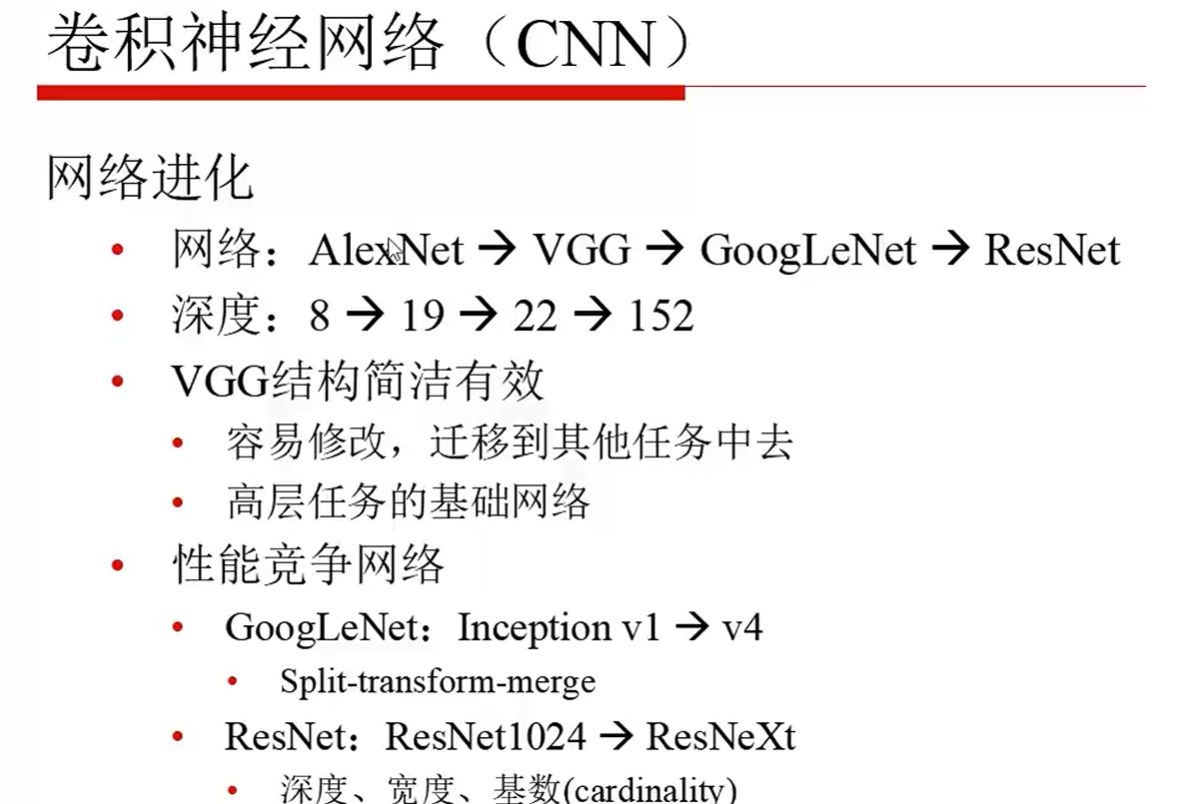 卷积神经网络（CNN）
网络进化
• 网络：AlexNet → VGG → GoogLeNet → ResNet
• 深度：8 → 19 → 22 → 152
• VGG结构简洁有效
• 容易修改，迁移到其他任务中去
• 高层任务的基础网络
• 性能竞争网络
• GoogLeNet：Inception v1 → v4
• Split-transform-merge
• ResNet：ResNet1024 → ResNeXt
• 深度、宽度、基数(cardinality)